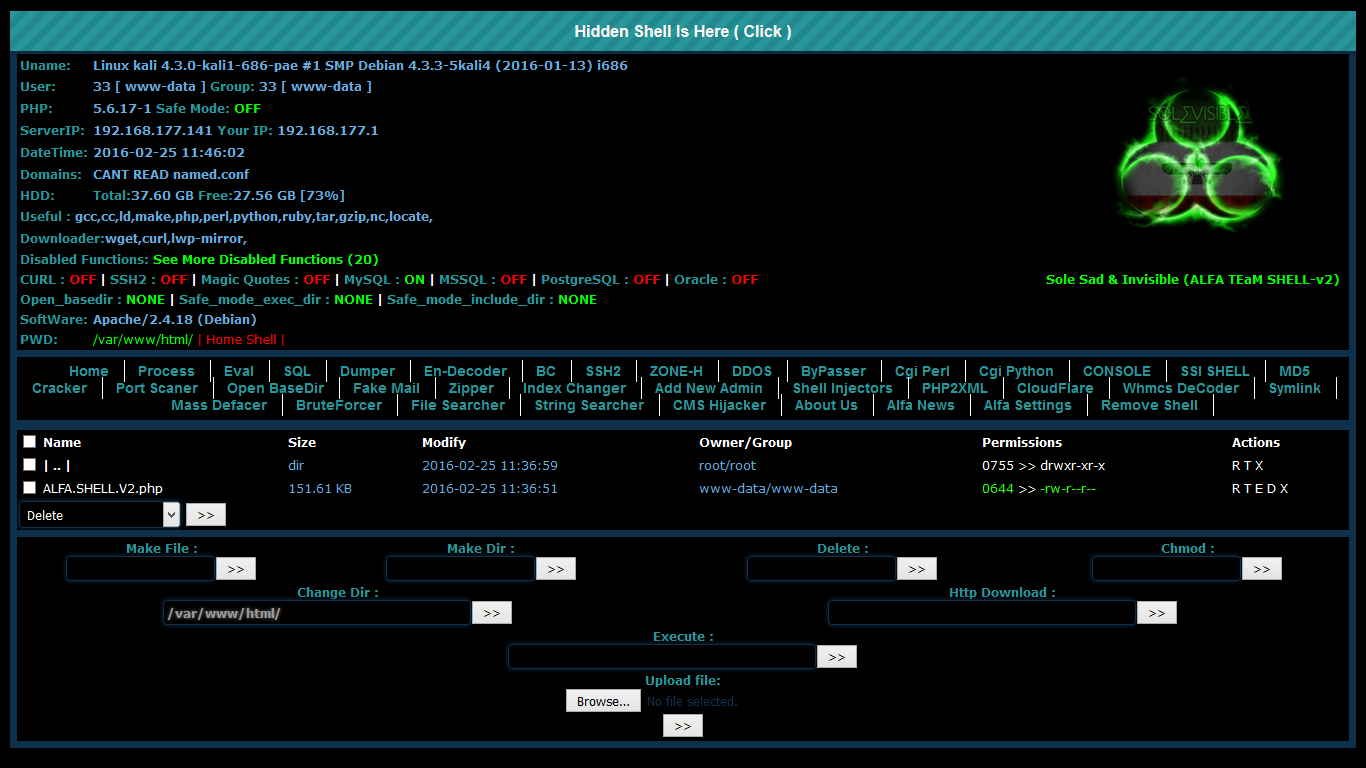 Hidden Shell Is Here ( Click )
Uname: Linux kali 4.3.0-kali1-686-pae #1 SMP Debian 4.3.3-5kali4 (2016-01-13) i686
User: 33 [ www-data ] Group: 33 [ www-data ]
PHP: 5.6.17-1 Safe Mode: OFF
SOLEVISIBLE
ServerIP: 192.168.177.141 Your IP: 192.168.177.1
DateTime: 2016-02-25 11:46:02
Domains: CANT READ named.conf
HDD: Total:37.60 GB Free:27.56 GB [73%]
Useful : gcc,cc,ld,make,php,perl,python,ruby,tar,gzip,nc,locate,
Downloader:wget,curl,lwp-mirror,
Disabled Functions: See More Disabled Functions (20)
CURL : OFF | SSH2 : OFF | Magic Quotes : OFF | MySQL : ON | MSSQL : OFF | PostgreSQL : OFF | Oracle : OFF
Sole Sad & Invisible (ALFA TEaM SHELL-v2)
Open_basedir : NONE | Safe_mode_exec_dir : NONE | Safe_mode_include_dir : NONE
SoftWare: Apache/2.4.18 (Debian)
PWD: /var/www/html/ | Home Shell |
Home | Process | Eval | SQL | Dumper | En-Decoder | BC | SSH2 | ZONE-H | DDOS | ByPasser | Cgi Perl | Cgi Python | CONSOLE | SSI SHELL | MD5
Cracker | Port Scaner | Open BaseDir | Fake Mail | Zipper | Index Changer | Add New Admin | Shell Injectors | PHP2XML | CloudFlare | Whmcs DeCoder | Symlink |
Mass Defacer | BruteForcer | File Searcher | String Searcher | CMS Hijacker | About Us | Alfa News | Alfa Settings | Remove Shell |
Name Size Modify Owner/Group Permissions Actions
| .. | dir 2016-02-25 11:36:59 root/root 0755 >> drwxr-xr-x R T X
ALFA.SHELL.V2.php 151.61 KB 2016-02-25 11:36:51 www-data/www-data 0644 >> -rw-r--r-- R T E D X
Delete >>
Make File : Make Dir : Delete : Chmod :
>> >> >> >>
Change Dir : Http Download :
/var/www/html/ >> >>
Execute :
>>
Upload file:
Browse... No file selected.
>>